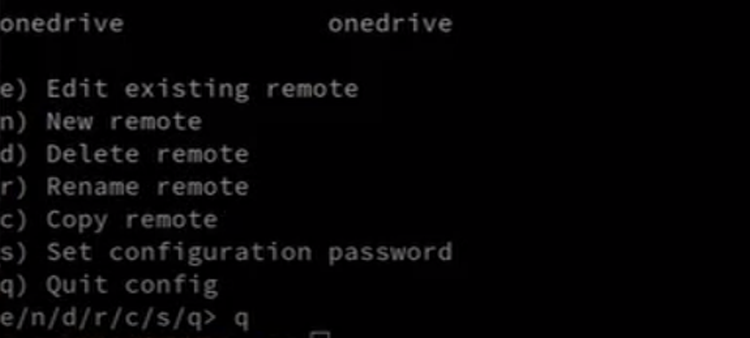 onedrive onedrive
e) Edit existing remote
n) New remote
d) Delete remote
r) Rename remote
c) Copy remote
s) Set configuration password
q) Quit config
e/n/d/r/c/s/q> q